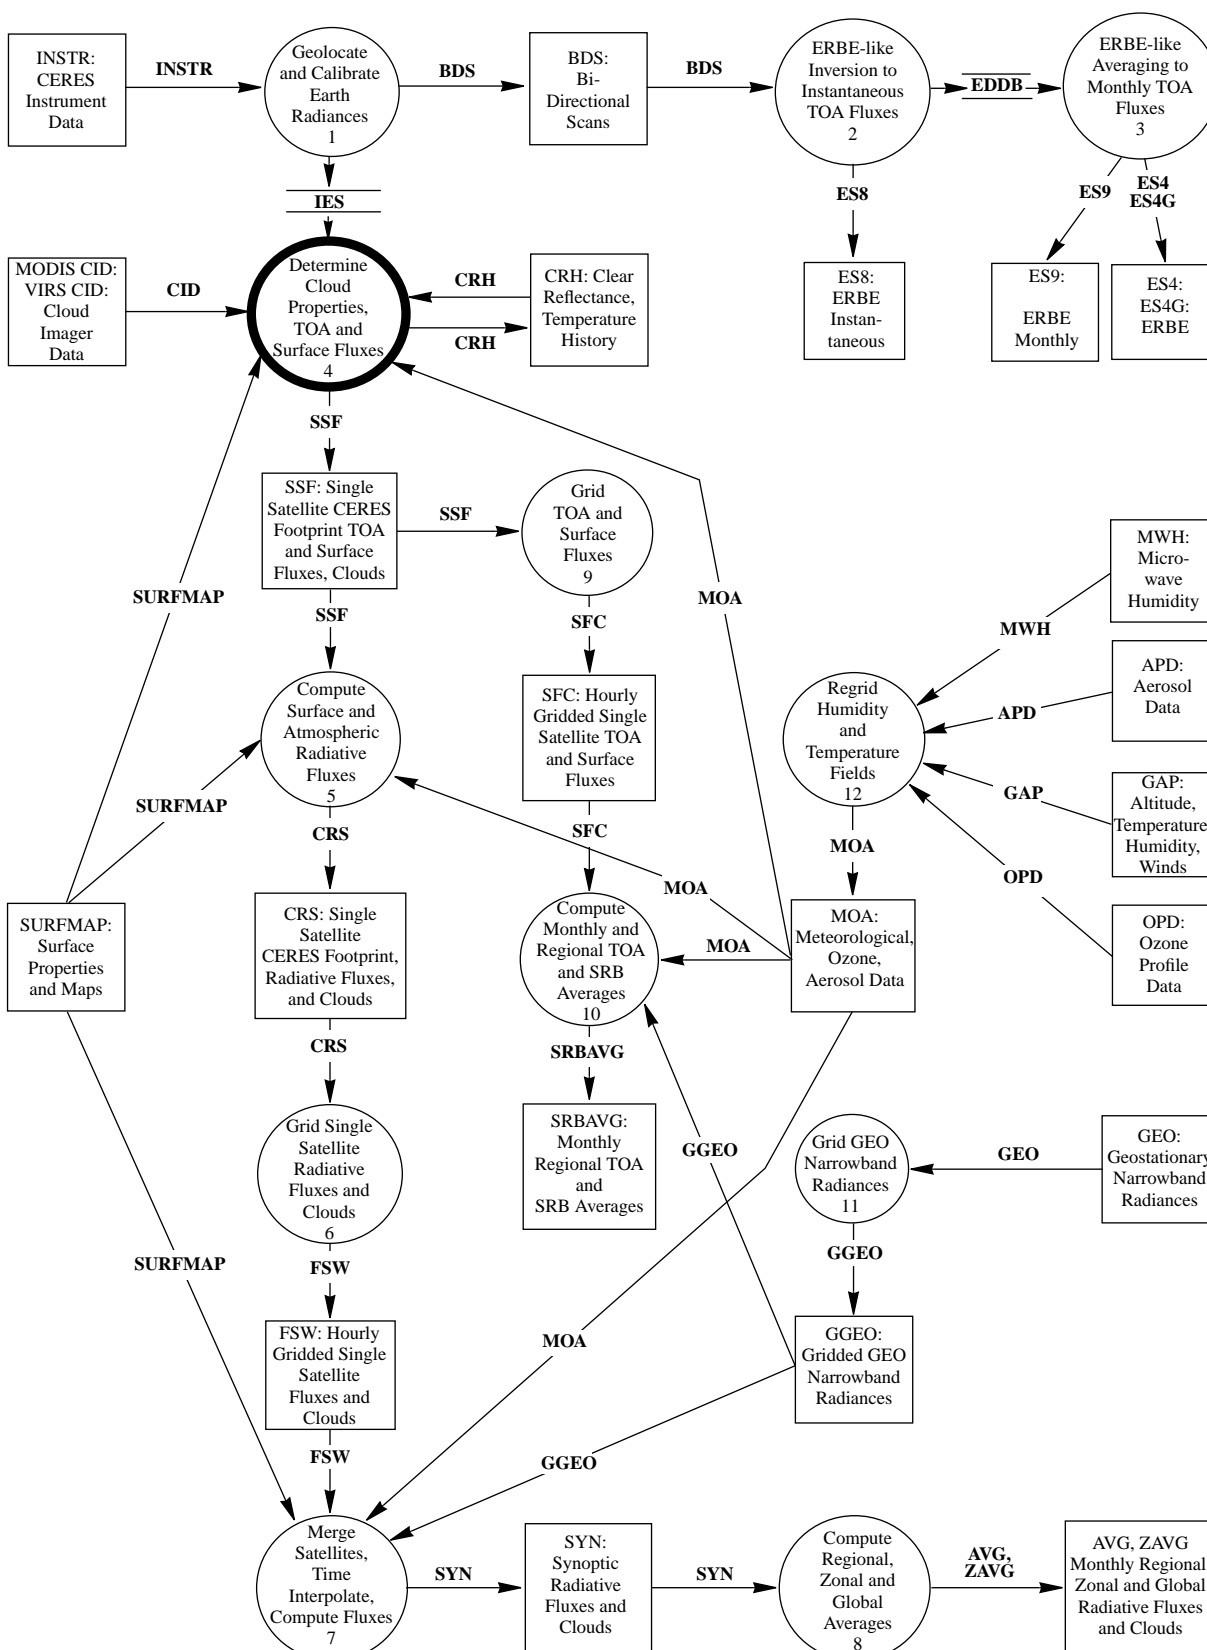 INSTR:
CERES
Instrument
Data
INSTR
Geolocate
and Calibrate
Earth
Radiances
1
BDS
BDS:
Bi-
Directional
Scans
BDS
ERBE-like
Inversion to
Instantaneous
TOA Fluxes
2
EDDB
ERBE-like
Averaging to
Monthly TOA
Fluxes
3
IES
ES8
ES9
ES4
ES4G
MODIS CID:
VIRS CID:
Cloud
Imager
Data
CID
Determine
Cloud
Properties,
TOA and
Surface Fluxes
4
CRH
CRH
CRH: Clear
Reflectance,
Temperature
History
ES8:
ERBE
Instan-
taneous
ES9:
ERBE
Monthly
ES4:
ES4G:
ERBE
SSF
SSF: Single
Satellite CERES
Footprint TOA
and Surface
Fluxes, Clouds
SSF
Grid
TOA and
Surface
Fluxes
9
MWH:
Micro-
wave
Humidity
SURFMAP
MOA
SSF
SFC
MWH
Compute
Surface and
Atmospheric
Radiative
Fluxes
5
SFC: Hourly
Gridded Single
Satellite TOA
and Surface
Fluxes
Regrid
Humidity
and
Temperature
Fields
12
APD
APD:
Aerosol
Data
SURFMAP
GAP
GAP:
Altitude,
Temperature,
Humidity,
Winds
CRS
SFC
MOA
OPD
MOA
SURFMAP:
Surface
Properties
and Maps
CRS: Single
Satellite
CERES Footprint,
Radiative Fluxes,
and Clouds
Compute
Monthly and
Regional TOA
and SRB
Averages
10
MOA
MOA:
Meteorological,
Ozone,
Aerosol Data
OPD:
Ozone
Profile
Data
CRS
SRBAVG
Grid Single
Satellite
Radiative
Fluxes and
Clouds
6
SRBAVG:
Monthly
Regional TOA
and
SRB Averages
GGEO
Grid GEO
Narrowband
Radiances
11
GEO
GEO:
Geostationary
Narrowband
Radiances
SURFMAP
FSW
GGEO
FSW: Hourly
Gridded Single
Satellite
Fluxes and
Clouds
MOA
GGEO:
Gridded GEO
Narrowband
Radiances
FSW
GGEO
Merge
Satellites,
Time
Interpolate,
Compute Fluxes
7
SYN
SYN:
Synoptic
Radiative
Fluxes and
Clouds
SYN
Compute
Regional,
Zonal and
Global
Averages
8
AVG,
ZAVG
AVG, ZAVG
Monthly Regional,
Zonal and Global
Radiative Fluxes
and Clouds